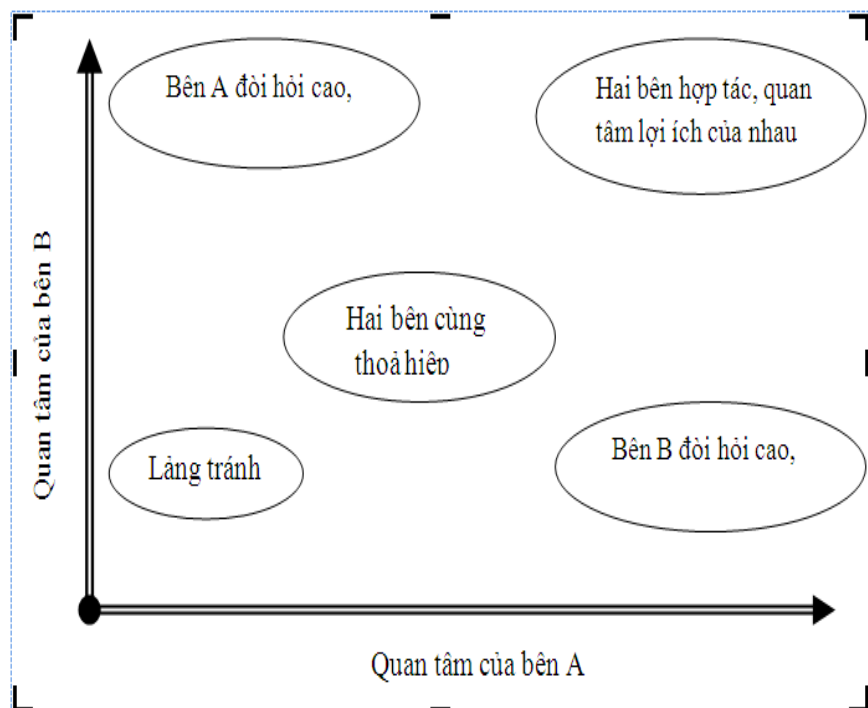 Bên A đòi hỏi cao,
Hai bên hợp tác, quan
tâm lợi ích của nhau
Quan tâm của bên B
Hai bên cùng
thoả hiệp
Bên B đòi hỏi cao,
Lảng tránh
Quan tâm của bên A